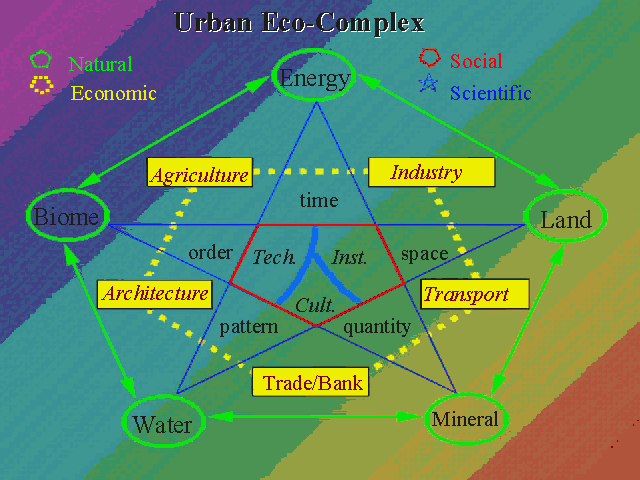 Urban Eco-Complex
Natural
Social
Economic
Scientific
Energy
Agriculture
Industry
time
Biome
Land
order
Tech.
Inst.
space
Architecture
Cult.
Transport
pattern
quantity
Trade/Bank
Water
Mineral